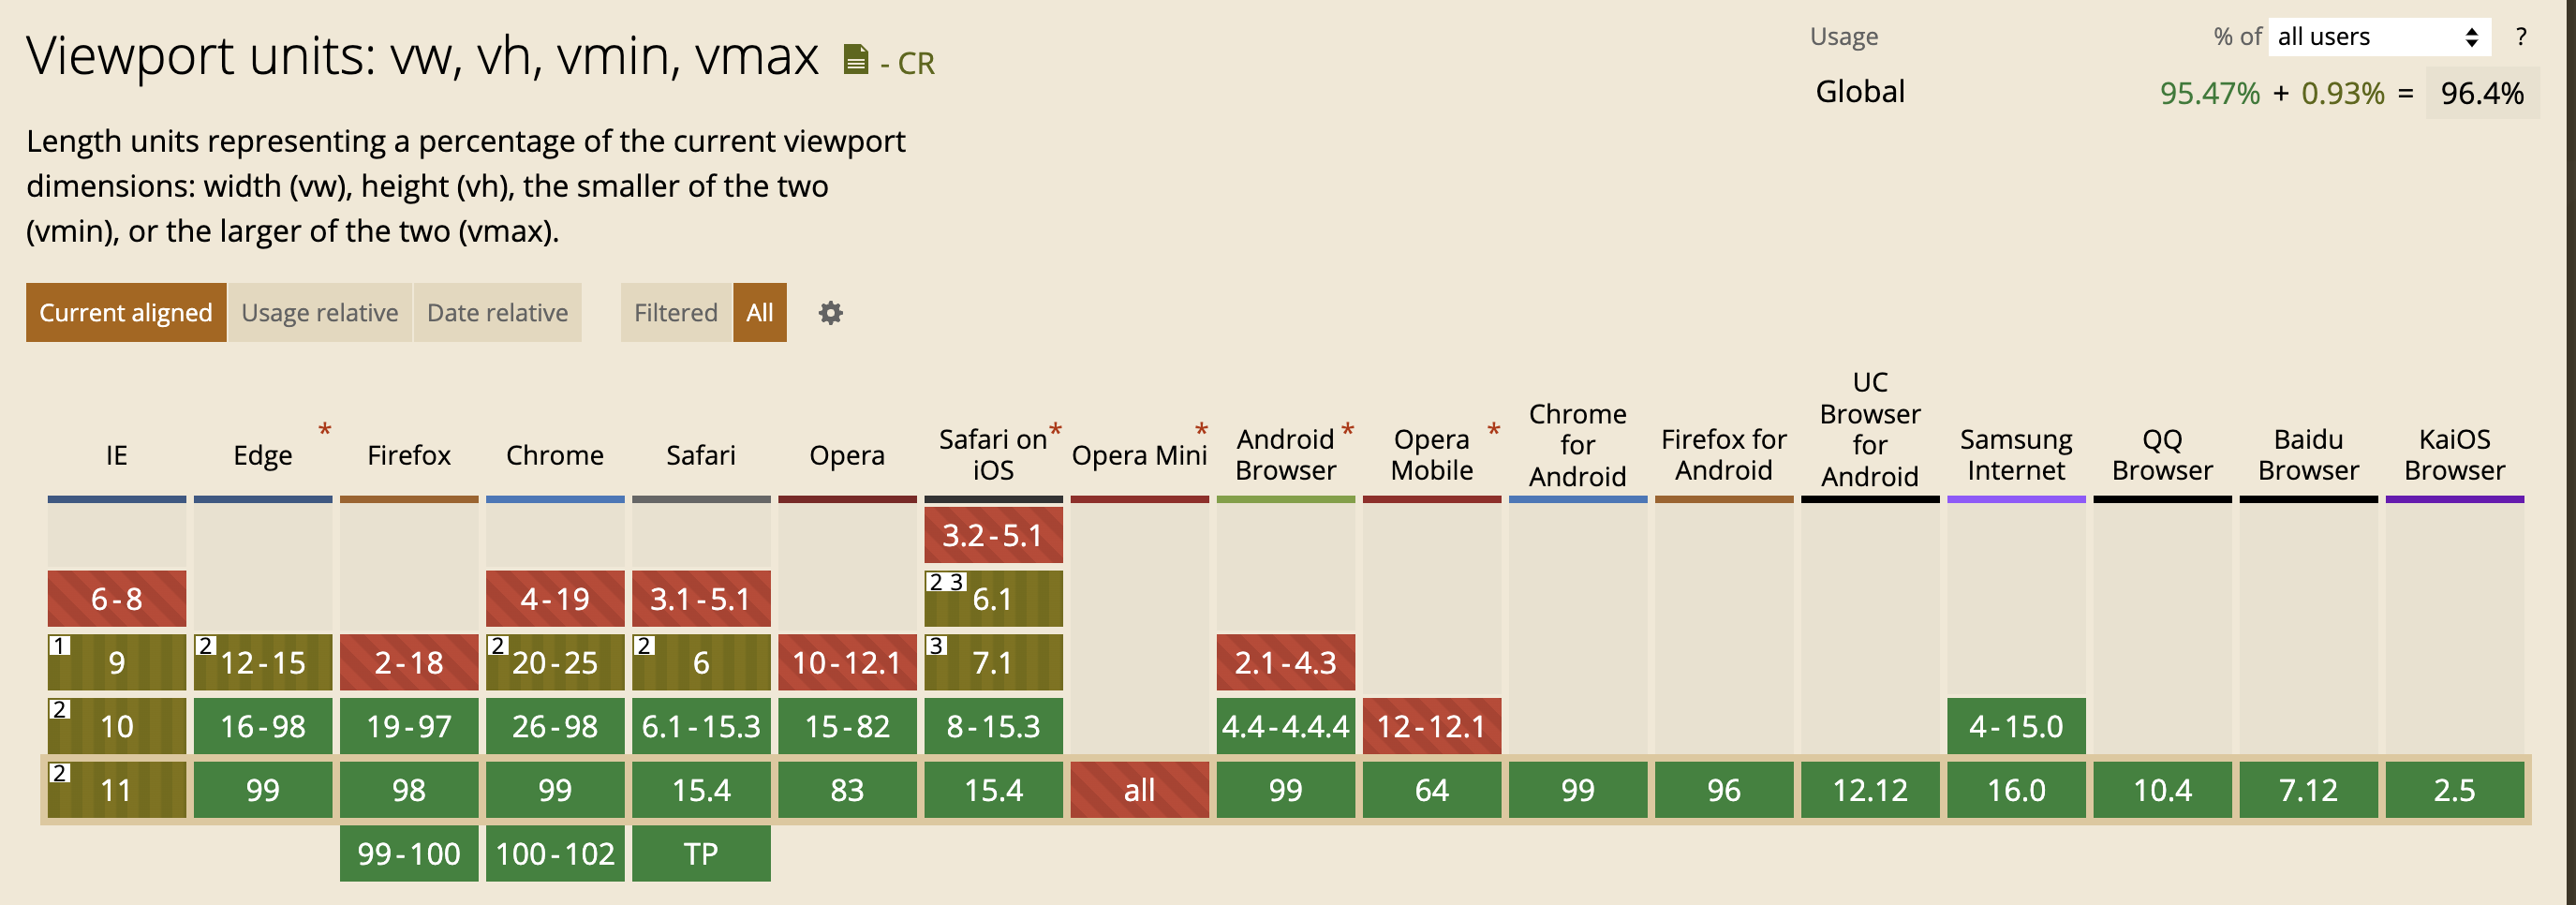 Viewport units: vw, vh, vmin, vmax - CR
Usage % of all users ?
Global 95.47% + 0.93% = 96.4%
Length units representing a percentage of the current viewport
dimensions: width (vw), height (vh), the smaller of the two
(vmin), or the larger of the two (vmax).
Current aligned Usage relative Date relative Filtered All
IE
Edge *
Firefox
Chrome
Safari
Opera
Safari on *
iOS
Opera Mini *
Android *
Browser
Opera *
Mobile
Chrome
for
Android
Firefox for
Android
UC
Browser
for
Android
Samsung
Internet
QQ
Browser
Baidu
Browser
KaiOS
Browser
3.2-5.1
6-8 4-19 3.1-5.1 2 3 6.1
1 9 2 12-15 2-18 2 20-25 2 6 10-12.1 3 7.1 2.1-4.3
2 10 16-98 19-97 26-98 6.1-15.3 15-82 8-15.3 4.4-4.4.4 12-12.1 4-15.0
2 11 99 98 99 15.4 83 15.4 all 99 64 99 96 12.12 16.0 10.4 7.12 2.5
99-100 100-102 TP